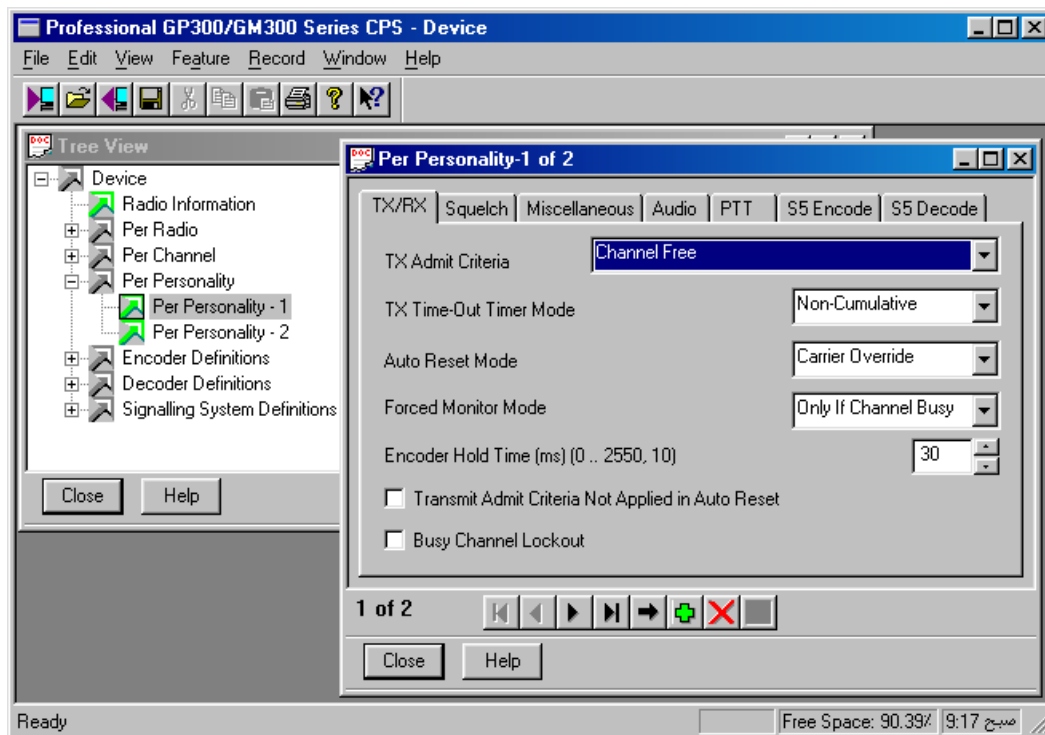 Professional GP300/GM300 Series CPS - Device
File Edit View Feature Record Window Help
Tree View
Device
Radio Information
Per Radio
Per Channel
Per Personality
Per Personality - 1
Per Personality - 2
Encoder Definitions
Decoder Definitions
Signalling System Definitions
Close Help
Per Personality-1 of 2
TX/RX Squelch Miscellaneous Audio PTT S5 Encode S5 Decode
TX Admit Criteria Channel Free
TX Time-Out Timer Mode Non-Cumulative
Auto Reset Mode Carrier Override
Forced Monitor Mode Only If Channel Busy
Encoder Hold Time (ms) (0 .. 2550, 10) 30
Transmit Admit Criteria Not Applied in Auto Reset
Busy Channel Lockout
1 of 2
Close Help
Ready Free Space: 90.39% 9:17 صبح